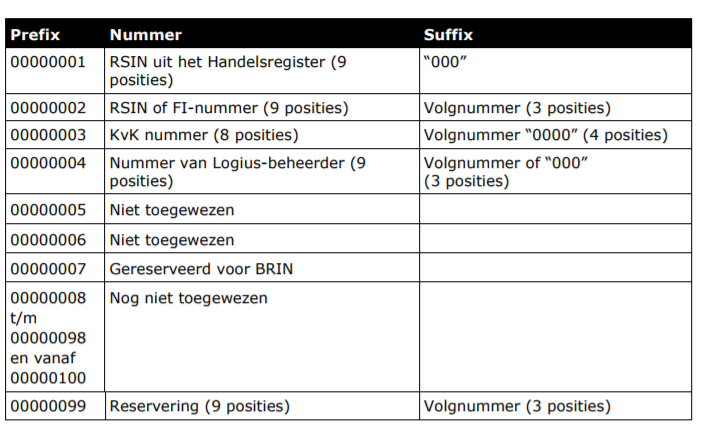 Prefix Nummer Suffix
00000001 RSIN uit het Handelsregister (9 "000"
posities)
00000002 RSIN of FI-nummer (9 posities) Volgnummer (3 posities)
00000003 KvK nummer (8 posities) Volgnummer “0000” (4 posities)
00000004 Nummer van Logius-beheerder (9 Volgnummer of “000”
posities) (3 posities)
00000005 Niet toegewezen
00000006 Niet toegewezen
00000007 Gereserveerd voor BRIN
00000008 Nog niet toegewezen
t/m
00000098
en vanaf
00000100
00000099 Reservering (9 posities) Volgnummer (3 posities)